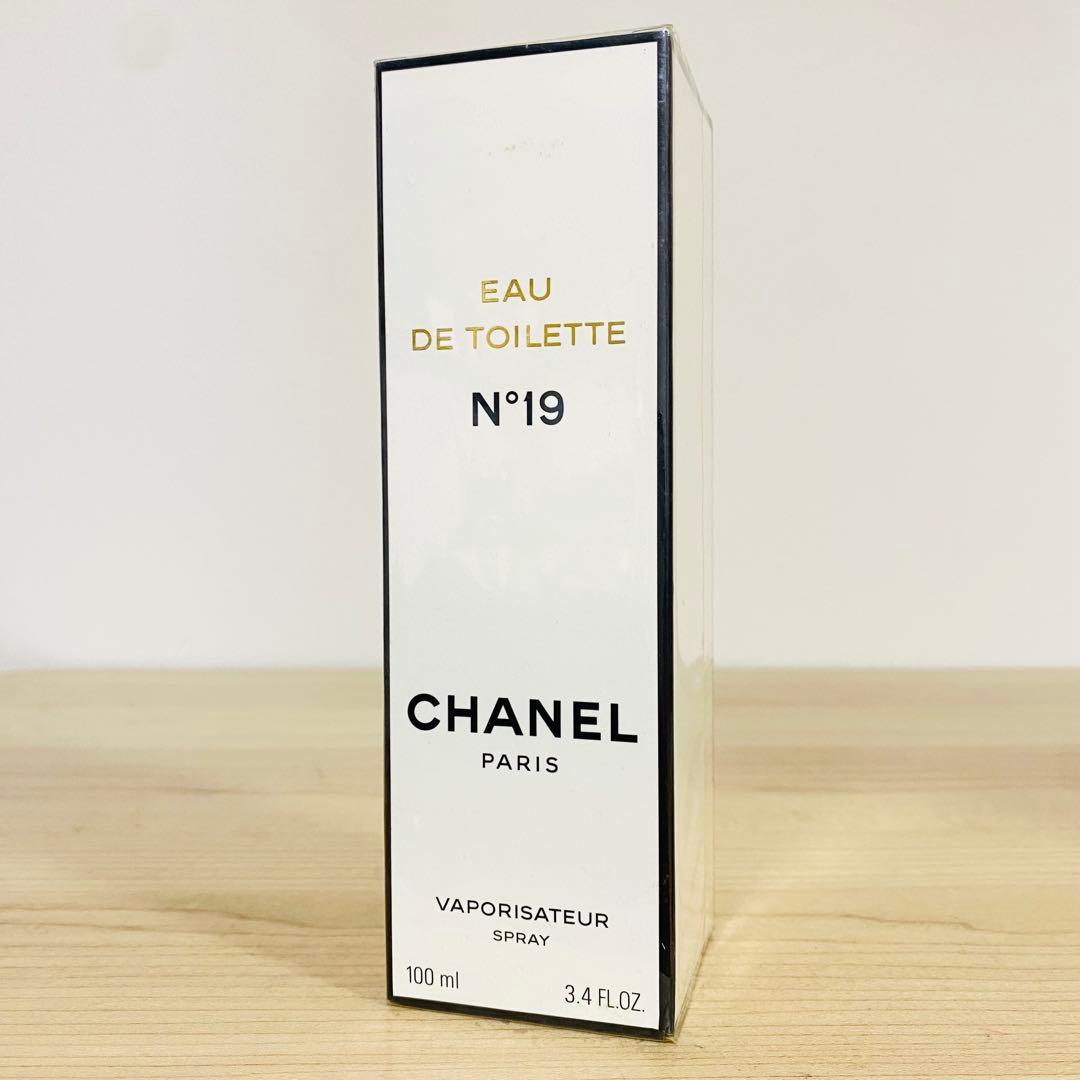 EAU
DE TOILETTE
N°19
CHANEL
PARIS
VAPORISATEUR
SPRAY
100 ml
3.4 FL.OZ.